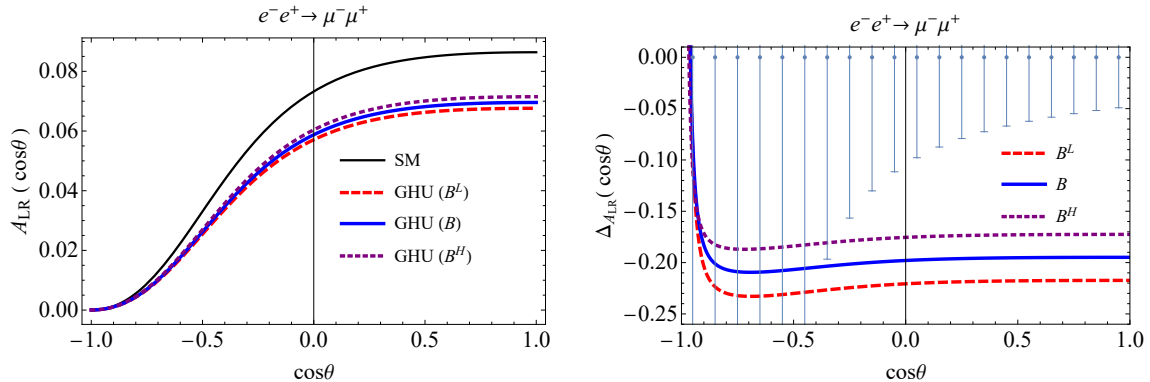 e⁻e⁺→ μ⁻μ⁺
A_LR( cosθ)
0.08
0.06
0.04
0.02
0.00
SM
GHU (B^L)
GHU (B)
GHU (B^H)
-1.0 -0.5 0.0 0.5 1.0
cosθ
e⁻e⁺→ μ⁻μ⁺
Δ_A_LR( cosθ)
-0.00
-0.05
-0.10
-0.15
-0.20
-0.25
B^L
B
B^H
-1.0 -0.5 0.0 0.5 1.0
cosθ